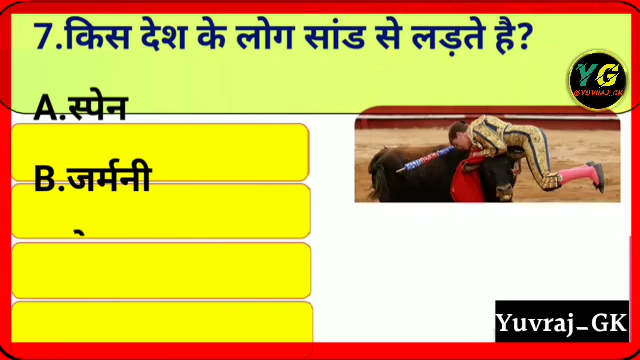 7.किस देश के लोग सांड से लड़ते है?
YG
@YUVRAJ_GK
A.स्पेन
B.जर्मनी
Yuvraj_GK